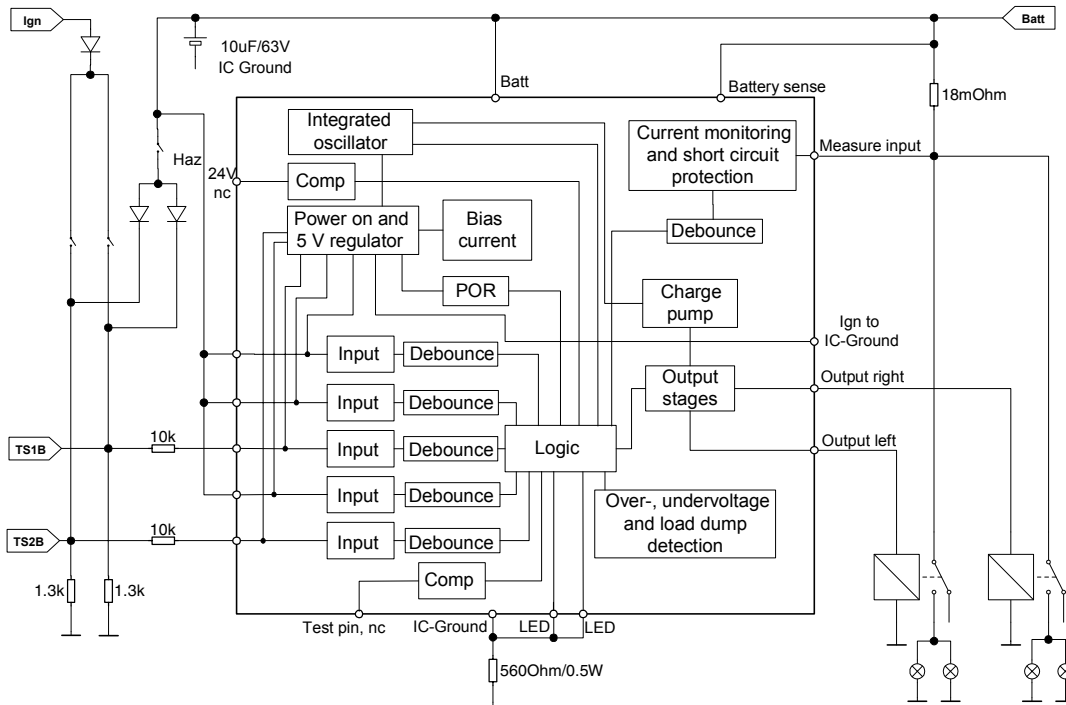 Ign
Batt
10uF/63V
IC Ground
Batt
Battery sense
18mOhm
Integrated
oscillator
Current monitoring
and short circuit
protection
Measure input
Haz
24V
nc
Comp
Power on and
5 V regulator
Bias
current
Debounce
POR
Charge
pump
Ign to
IC-Ground
Input
Debounce
Output
stages
Output right
Input
Debounce
TS1B
10k
Input
Debounce
Logic
Output left
Input
Debounce
Over-, undervoltage
and load dump
detection
TS2B
10k
Input
Debounce
1.3k
1.3k
Comp
Test pin, nc
IC-Ground
LED
LED
560Ohm/0.5W